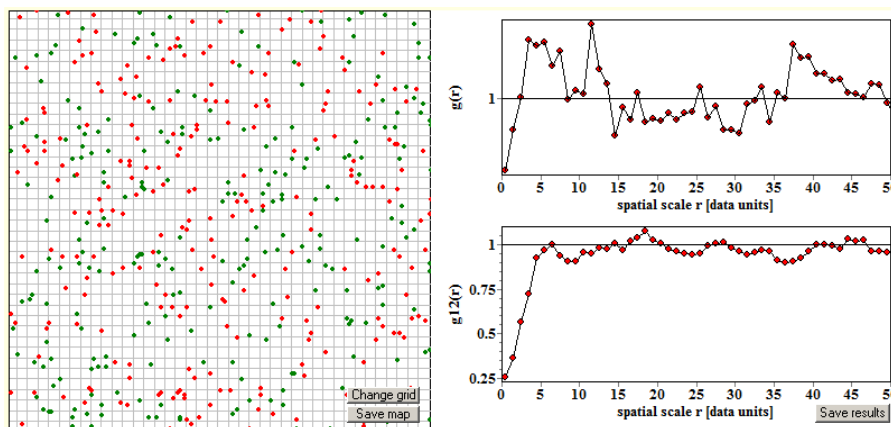 Change grid
Save map
g(r)
1
0 5 10 15 20 25 30 35 40 45 50
spatial scale r [data units]
g12(r)
1
0.75
0.5
0.25
0 5 10 15 20 25 30 35 40 45 50
spatial scale r [data units]
Save results